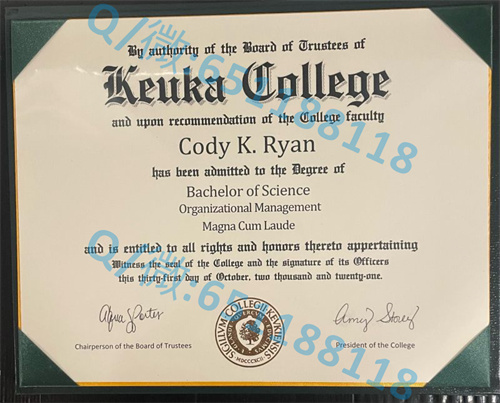 By authority of the Board of Trustees of
Keuka College
and upon recommendation of the College faculty
Cody K. Ryan
has been admitted to the Degree of
Bachelor of Science
Organizational Management
Magna Cum Laude
and is entitled to all rights and honors thereto appertaining
Witness the seal of the College and the signature of its Officers
this thirty-first day of October, two thousand and twenty-one.
SIGILLVM COLLEGII KEVKENSIS
MDCCCXCII
Chairperson of the Board of Trustees
President of the College